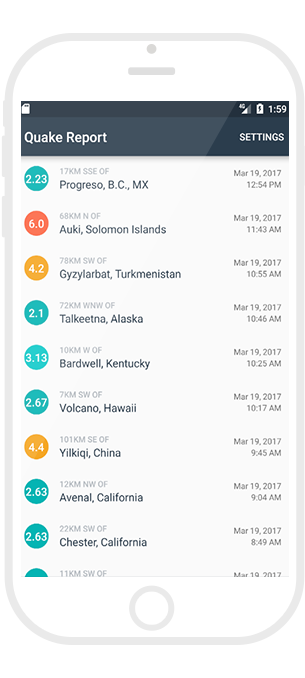 4G 1:59
Quake Report SETTINGS
17KM SSE OF Mar 19, 2017
2.23 Progreso, B.C., MX 12:54 PM
68KM N OF Mar 19, 2017
6.0 Auki, Solomon Islands 11:43 AM
78KM SW OF Mar 19, 2017
4.2 Gyzylarbat, Turkmenistan 10:55 AM
72KM WNW OF Mar 19, 2017
2.1 Talkeetna, Alaska 10:46 AM
10KM W OF Mar 19, 2017
3.13 Bardwell, Kentucky 10:25 AM
7KM SW OF Mar 19, 2017
2.67 Volcano, Hawaii 10:17 AM
101KM SE OF Mar 19, 2017
4.4 Yilkiqi, China 9:45 AM
12KM NW OF Mar 19, 2017
2.63 Avenal, California 9:04 AM
22KM SW OF Mar 19, 2017
2.63 Chester, California 8:49 AM
11KM SW OF Mar 19, 2017